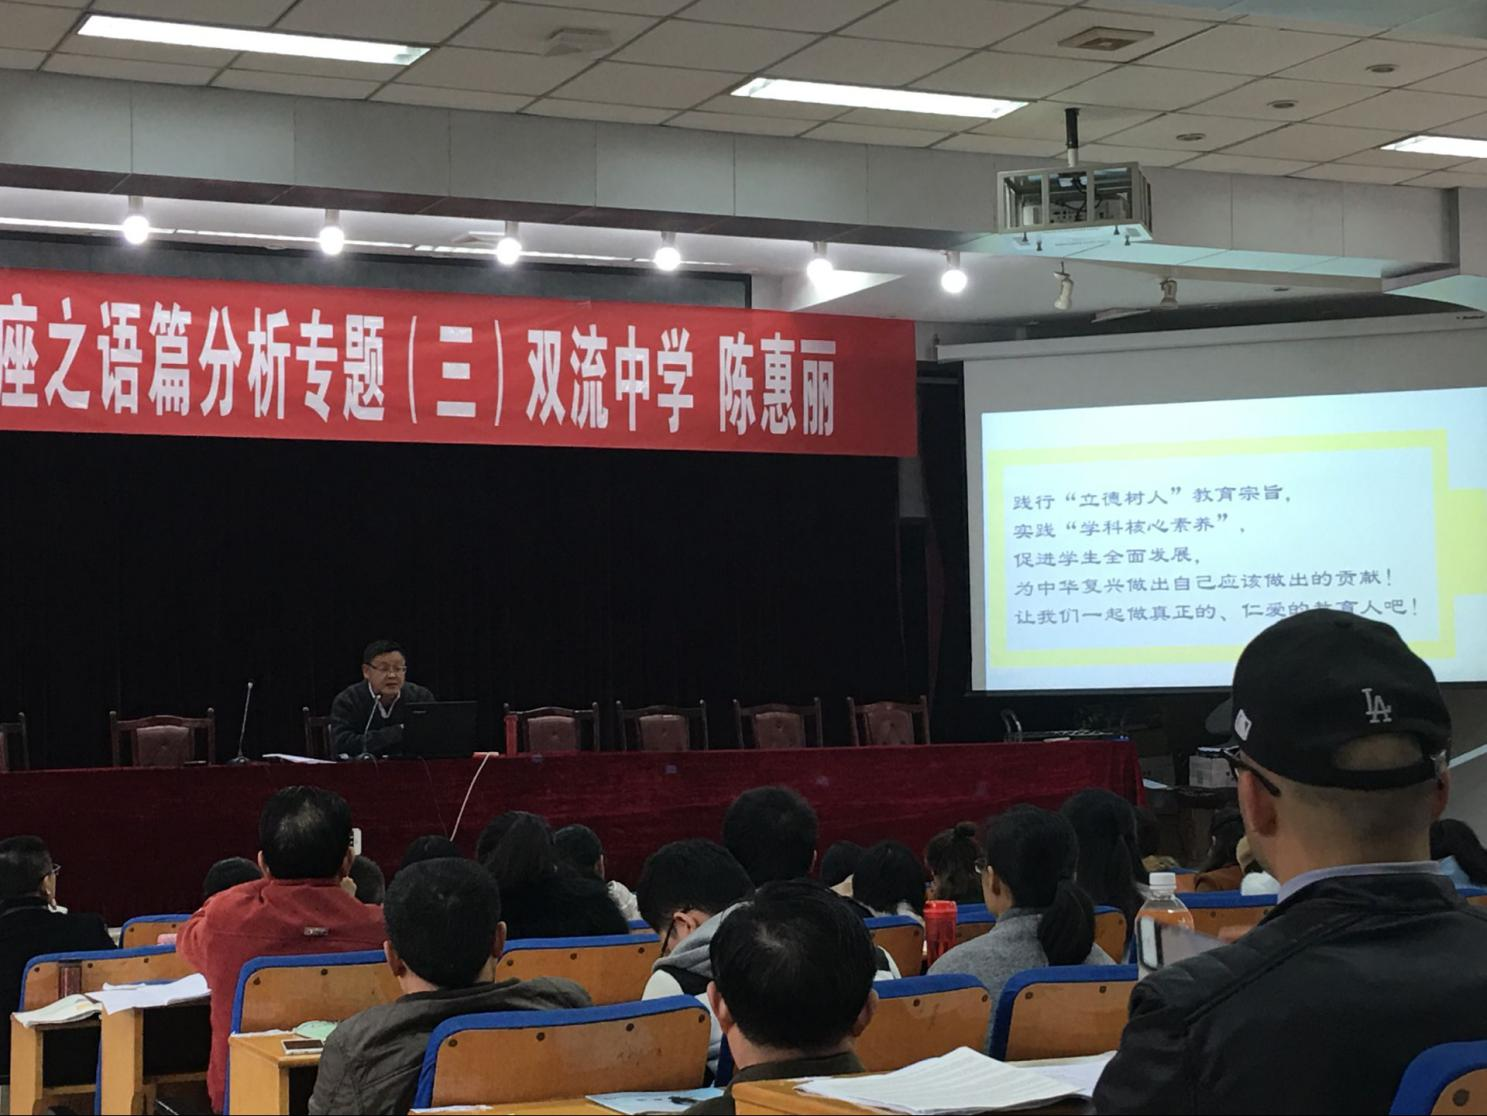 座之语篇分析专题（三）双流中学 陈惠丽
践行“立德树人”教育宗旨，
实践“学科核心素养”，
促进学生全面发展，
为中华复兴做出自己应该做出的贡献！
让我们一起做真正的、仁爱的教育人吧！
LA